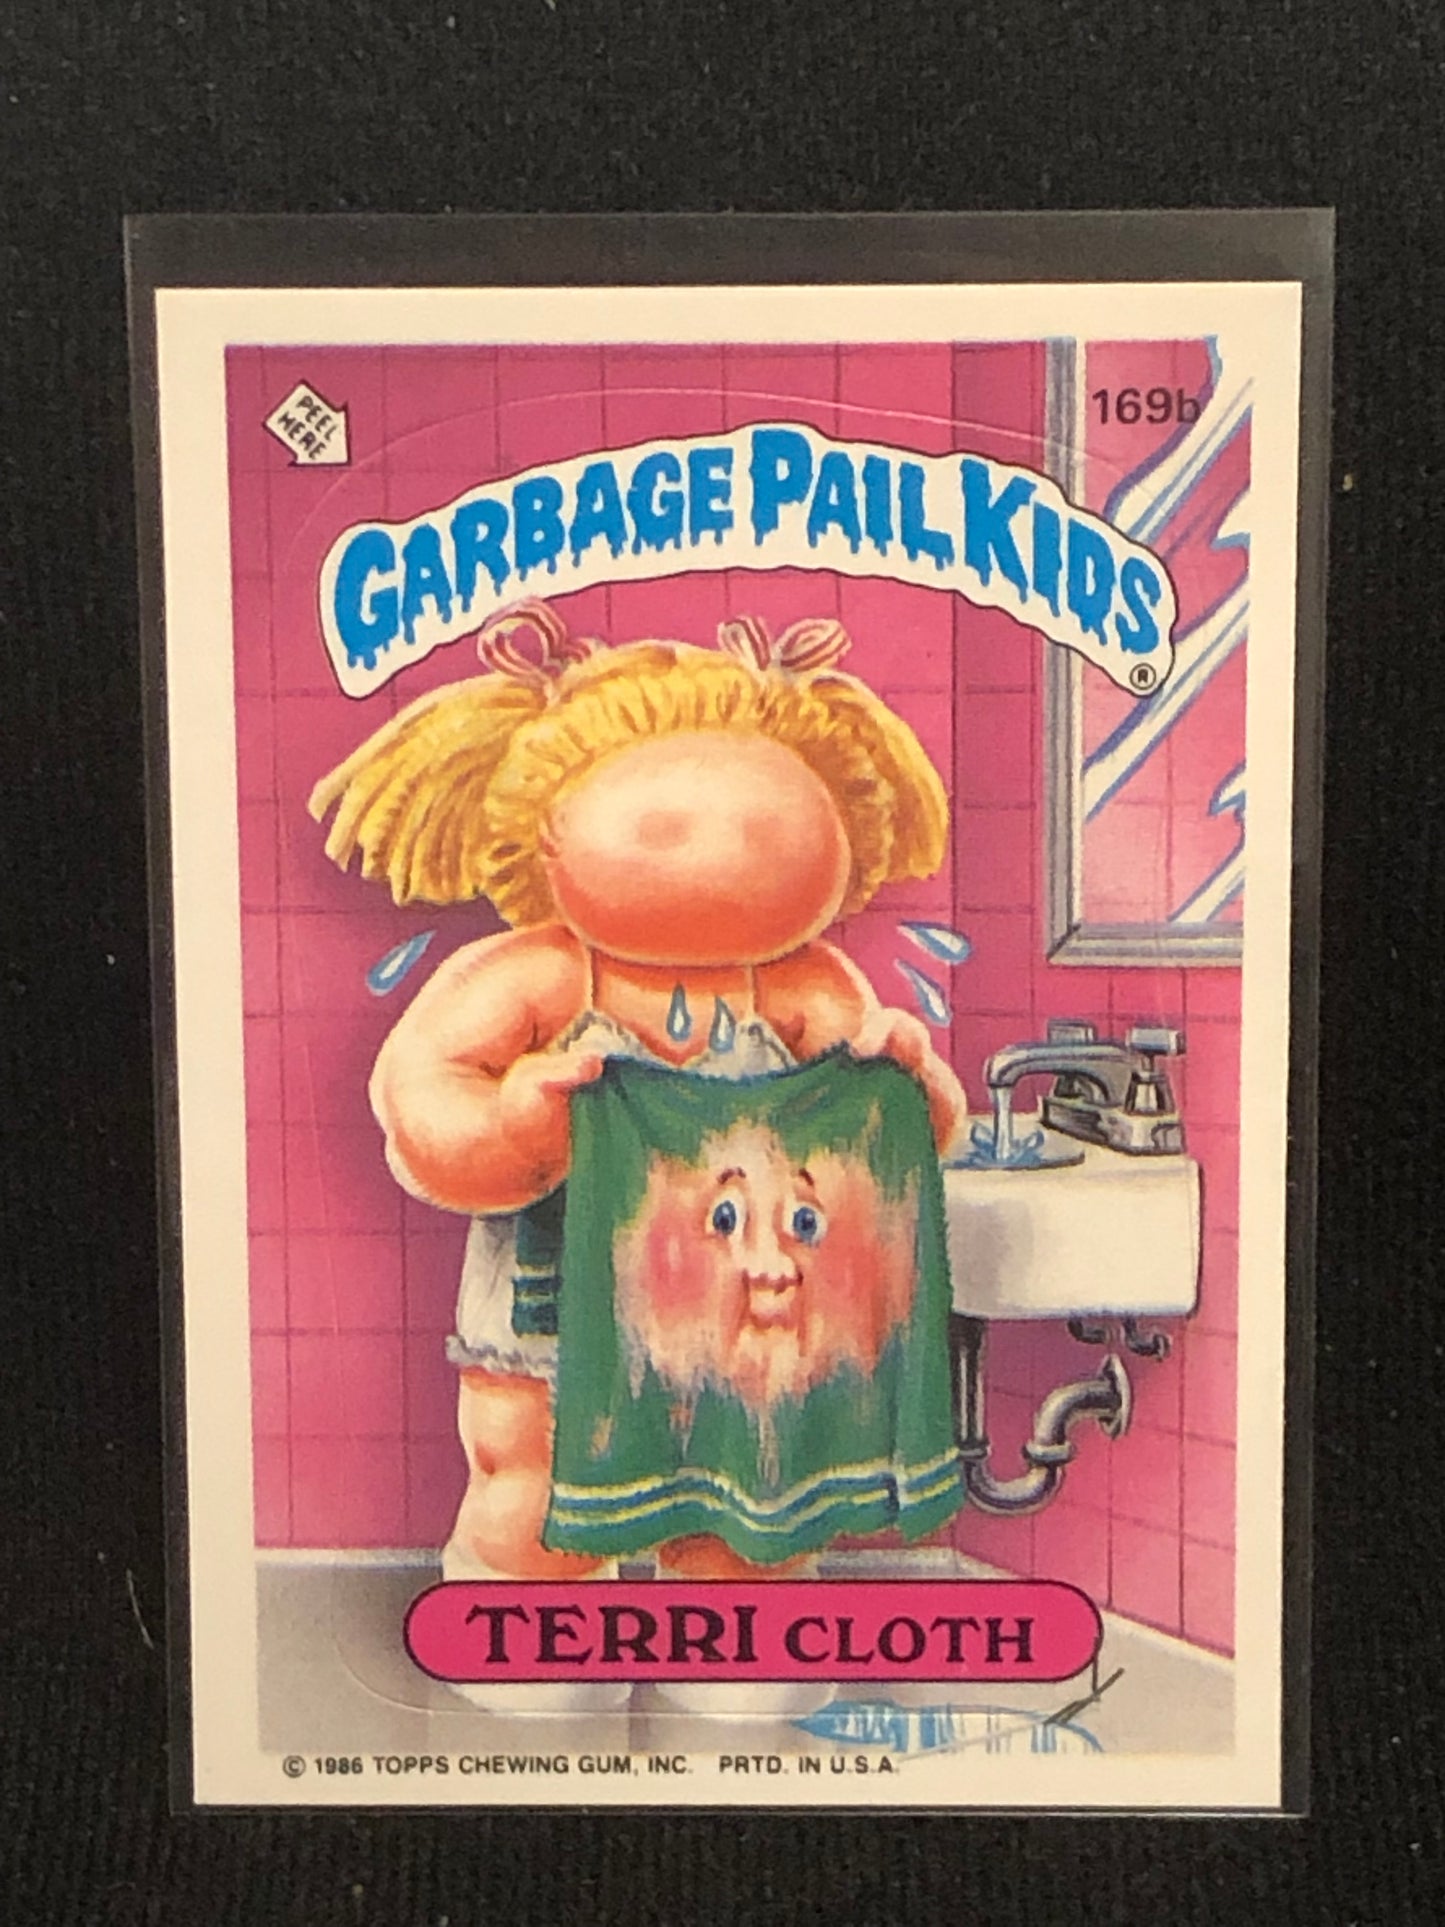 PEEL
HERE
169b
GARBAGE PAIL KIDS
®
TERRI CLOTH
© 1986 TOPPS CHEWING GUM, INC. PRTD. IN U.S.A.